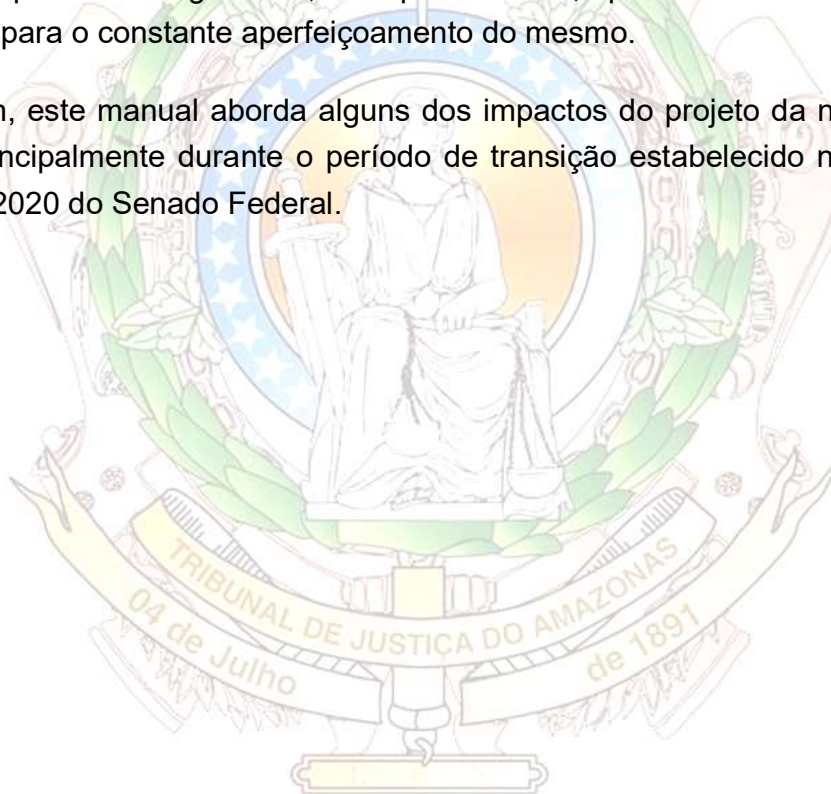 para o constante aperfeiçoamento do mesmo.
este manual aborda alguns dos impactos do projeto da
durante o período de transição estabelecido
2020 do Senado Federal.
TRIBUNAL DE JUSTIÇA DO AMAZONAS
04 de Julho de 1891